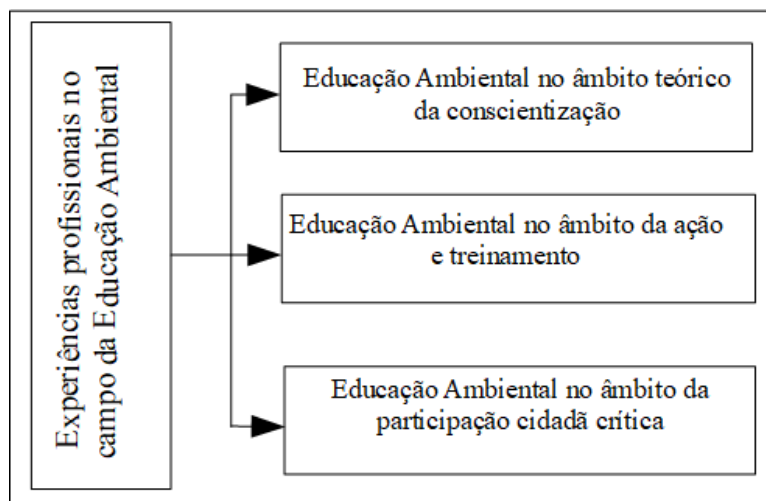 Experiências profissionais no
campo da Educação Ambiental
Educação Ambiental no âmbito teórico
da conscientização
Educação Ambiental no âmbito da ação
e treinamento
Educação Ambiental no âmbito da
participação cidadã crítica